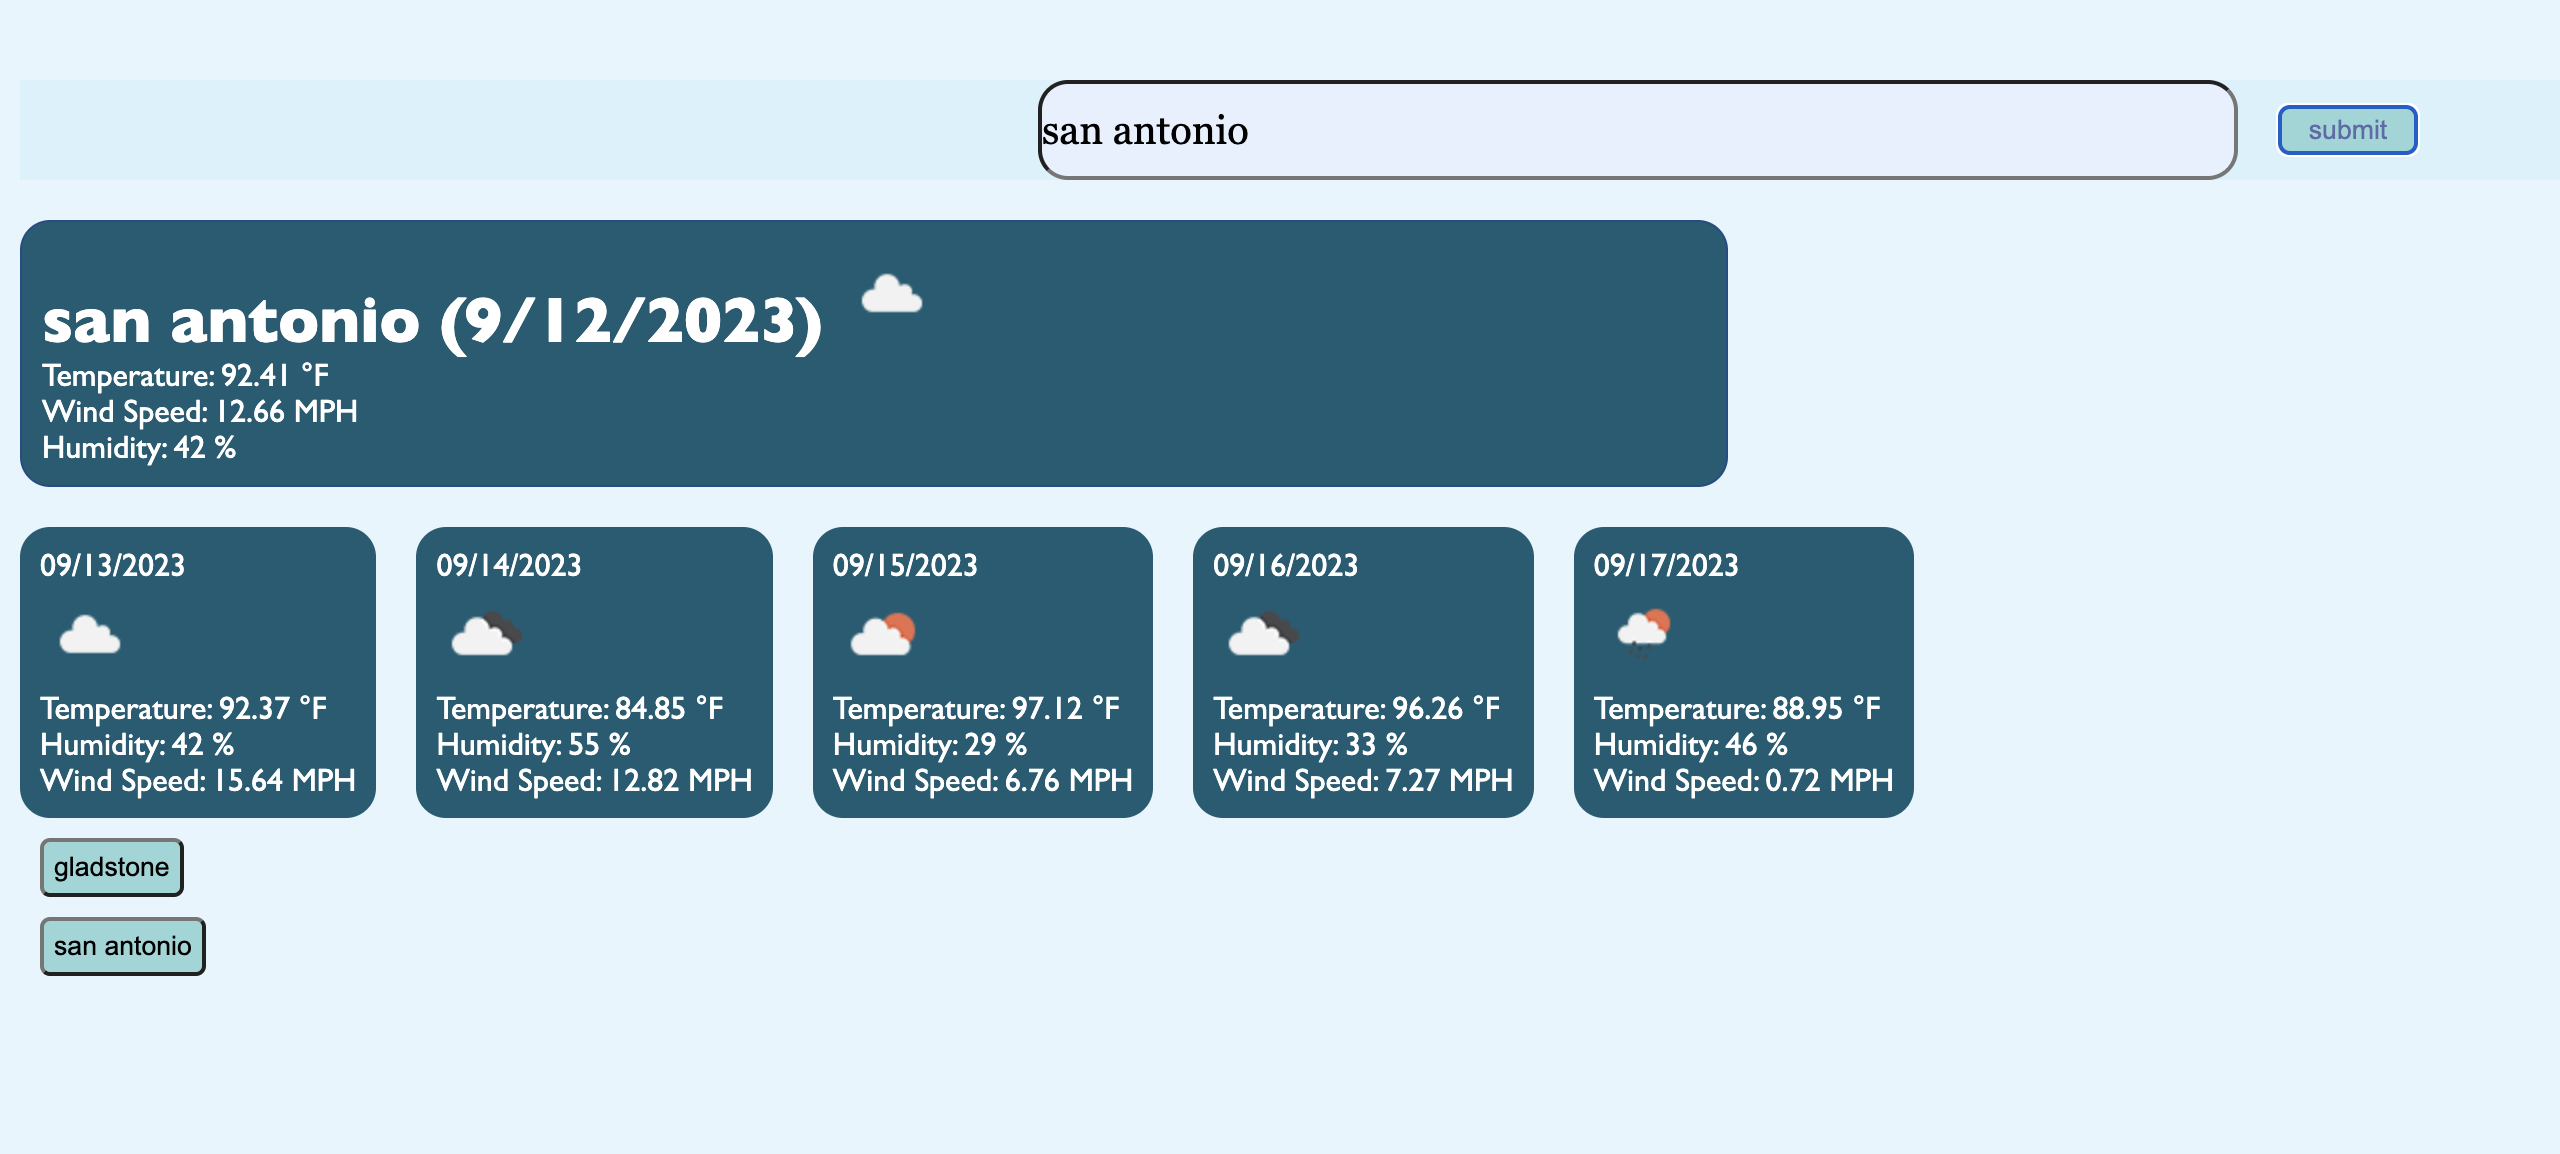 san antonio
submit
san antonio (9/12/2023)
Temperature: 92.41 °F
Wind Speed: 12.66 MPH
Humidity: 42 %
09/13/2023
Temperature: 92.37 °F
Humidity: 42 %
Wind Speed: 15.64 MPH
09/14/2023
Temperature: 84.85 °F
Humidity: 55 %
Wind Speed: 12.82 MPH
09/15/2023
Temperature: 97.12 °F
Humidity: 29 %
Wind Speed: 6.76 MPH
09/16/2023
Temperature: 96.26 °F
Humidity: 33 %
Wind Speed: 7.27 MPH
09/17/2023
Temperature: 88.95 °F
Humidity: 46 %
Wind Speed: 0.72 MPH
gladstone
san antonio